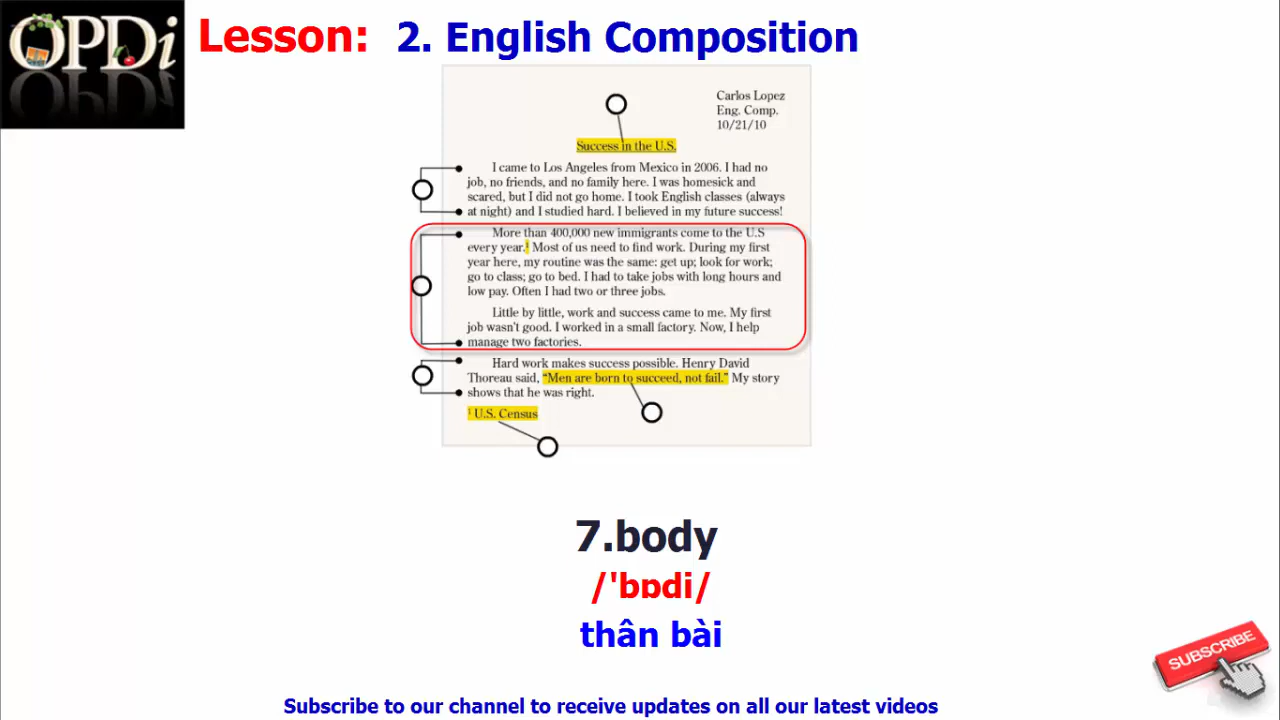 OPDi
Lesson: 2. English Composition
Carlos Lopez
Eng. Comp.
10/21/10
Success in the U.S.
I came to Los Angeles from Mexico in 2006. I had no
job, no friends, and no family here. I was homesick and
scared, but I did not go home. I took English classes (always
at night) and I studied hard. I believed in my future success!
More than 400,000 new immigrants come to the U.S
every year.¹ Most of us need to find work. During my first
year here, my routine was the same: get up; look for work;
go to class; go to bed. I had to take jobs with long hours and
low pay. Often I had two or three jobs.
Little by little, work and success came to me. My first
job wasn't good. I worked in a small factory. Now, I help
manage two factories.
Hard work makes success possible. Henry David
Thoreau said, “Men are born to succeed, not fail.” My story
shows that he was right.
¹ U.S. Census
7.body
/ˈbɒdi/
thân bài
SUBSCRIBE
Subscribe to our channel to receive updates on all our latest videos